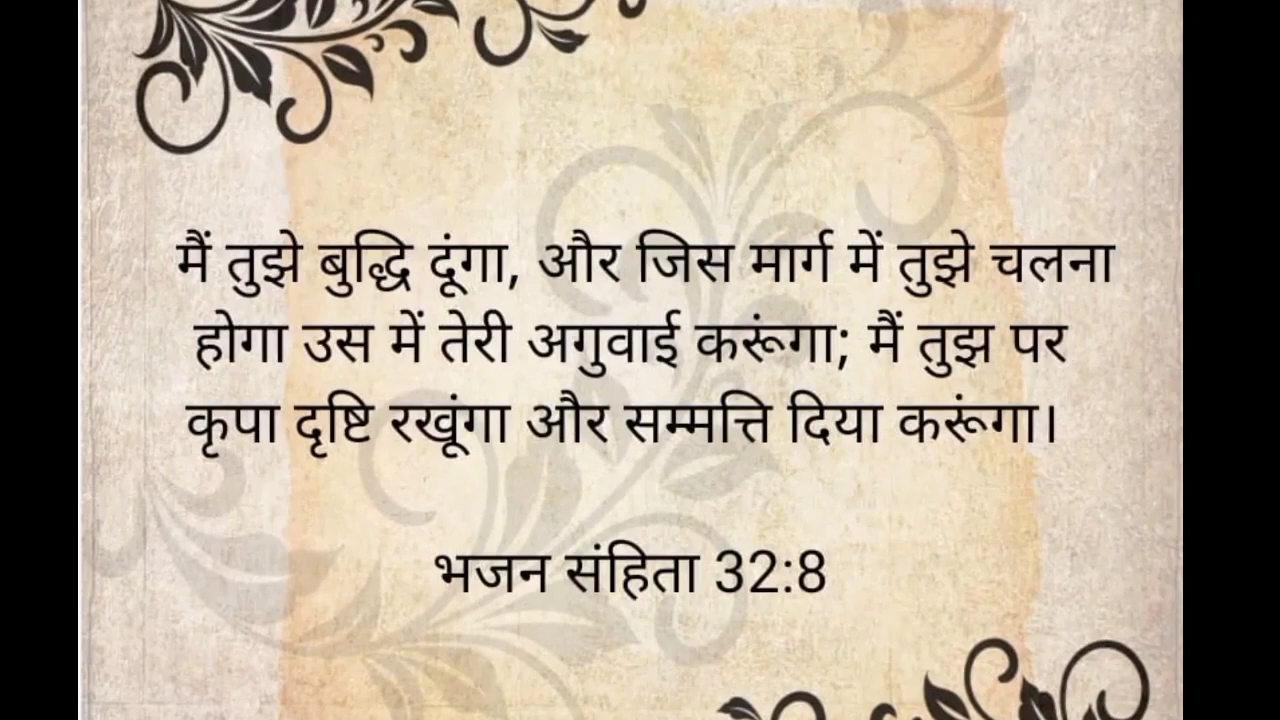 मैं तुझे बुद्धि दूंगा, और जिस मार्ग में तुझे चलना
होगा उस में तेरी अगुवाई करूंगा; मैं तुझ पर
कृपा दृष्टि रखूंगा और सम्मत्ति दिया करूंगा।
भजन संहिता 32:8